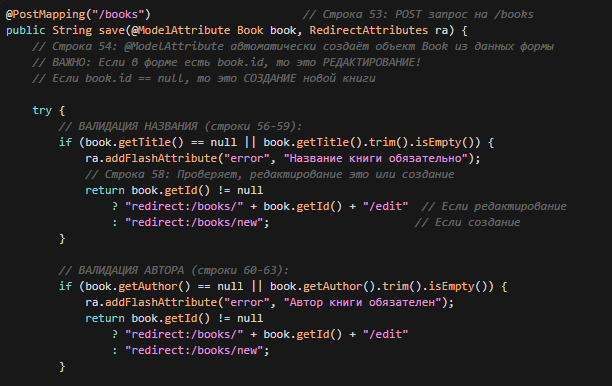 @PostMapping("/books") // Строка 53: POST запрос на /books
public String save(@ModelAttribute Book book, RedirectAttributes ra) {
// Строка 54: @ModelAttribute автоматически создаёт объект Book из данных формы
// ВАЖНО: Если в форме есть book.id, то это РЕДАКТИРОВАНИЕ!
// Если book.id == null, то это СОЗДАНИЕ новой книги
try {
// ВАЛИДАЦИЯ НАЗВАНИЯ (строки 56-59):
if (book.getTitle() == null || book.getTitle().trim().isEmpty()) {
ra.addFlashAttribute("error", "Название книги обязательно");
// Строка 58: Проверяет, редактирование это или создание
return book.getId() != null
? "redirect:/books/" + book.getId() + "/edit" // Если редактирование
: "redirect:/books/new"; // Если создание
}
// ВАЛИДАЦИЯ АВТОРА (строки 60-63):
if (book.getAuthor() == null || book.getAuthor().trim().isEmpty()) {
ra.addFlashAttribute("error", "Автор книги обязателен");
return book.getId() != null
? "redirect:/books/" + book.getId() + "/edit"
: "redirect:/books/new";
}